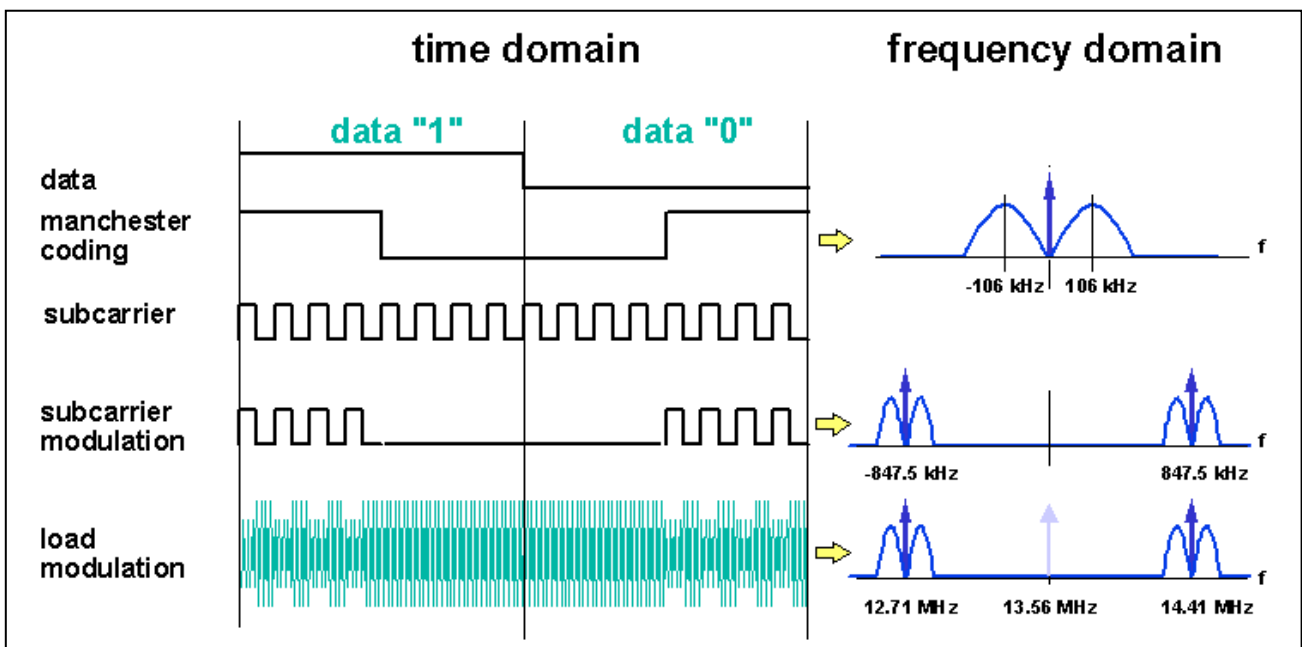 time domain
frequency domain
data "1"
data "0"
data
manchester
coding
f
-106 kHz
106 kHz
subcarrier
subcarrier
modulation
f
-847.5 kHz
847.5 kHz
load
modulation
f
12.71 MHz
13.56 MHz
14.41 MHz